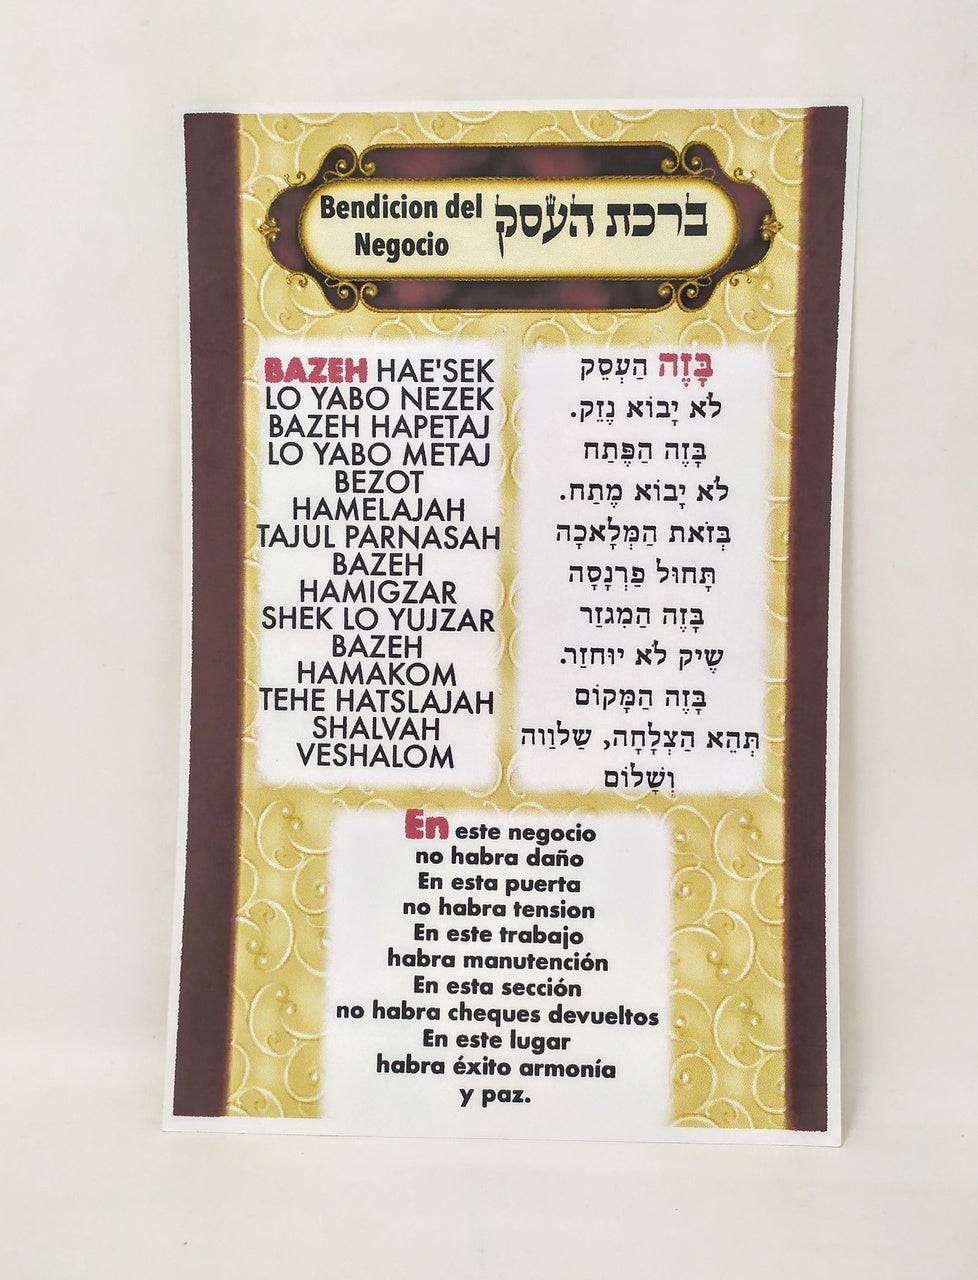 Bendicion del
Negocio
ברכת העסק
BAZEH HAE'SEK
LO YABO NEZEK
BAZEH HAPETAJ
LO YABO METAJ
BEZOT
HAMELAJAH
TAJUL PARNASAH
BAZEH
HAMIGZAR
SHEK LO YUJZAR
BAZEH
HAMAKOM
TEHE HATSLAJAH
SHALVAH
VESHALOM
בָּזֶה הַעְסֵק
לֹא יָבוֹא נֶזֵק.
בָּזֶה הַפֶּתַח
לֹא יָבוֹא מֶתַח.
בְּזֹאת הַמְּלָאכָה
תָּחוּל פַרְנָסָה
בָּזֶה הַמִגזַר
שֶׁיק לֹא יוּחזַר.
בָּזֶה הַמָּקוֹם
תְּהֵא הַצְלָחָה, שַלוַוה
וְשָׁלוֹם
En este negocio
no habra daño
En esta puerta
no habra tension
En este trabajo
habra manutención
En esta sección
no habra cheques devueltos
En este lugar
habra éxito armonía
y paz.